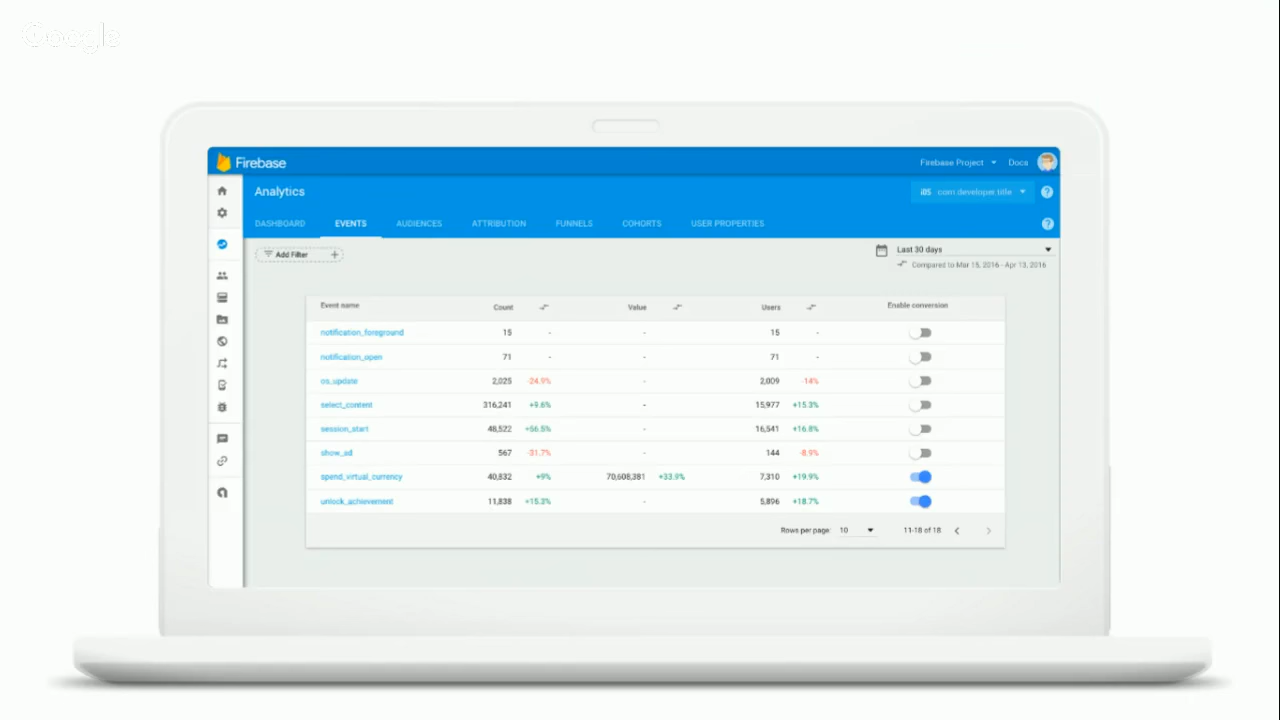 Google
Firebase
Firebase Project
Docs
Analytics
iOS com.developer.title
DASHBOARD EVENTS AUDIENCES ATTRIBUTION FUNNELS COHORTS USER PROPERTIES
Add Filter +
Last 30 days
Compared to Mar 15, 2016 - Apr 13, 2016
Event name Count Value Users Enable conversion
notification_foreground 15 - - 15 -
notification_open 71 - - 71 -
os_update 2,025 -24.9% - 2,009 -14%
select_content 316,241 +9.6% - 15,977 +15.3%
session_start 48,522 +56.5% - 16,541 +16.8%
show_ad 567 -31.7% - 144 -8.9%
spend_virtual_currency 40,832 +9% 70,608,381 +33.9% 7,310 +19.9%
unlock_achievement 11,838 +15.3% - 5,896 +18.7%
Rows per page: 10 11-18 of 18